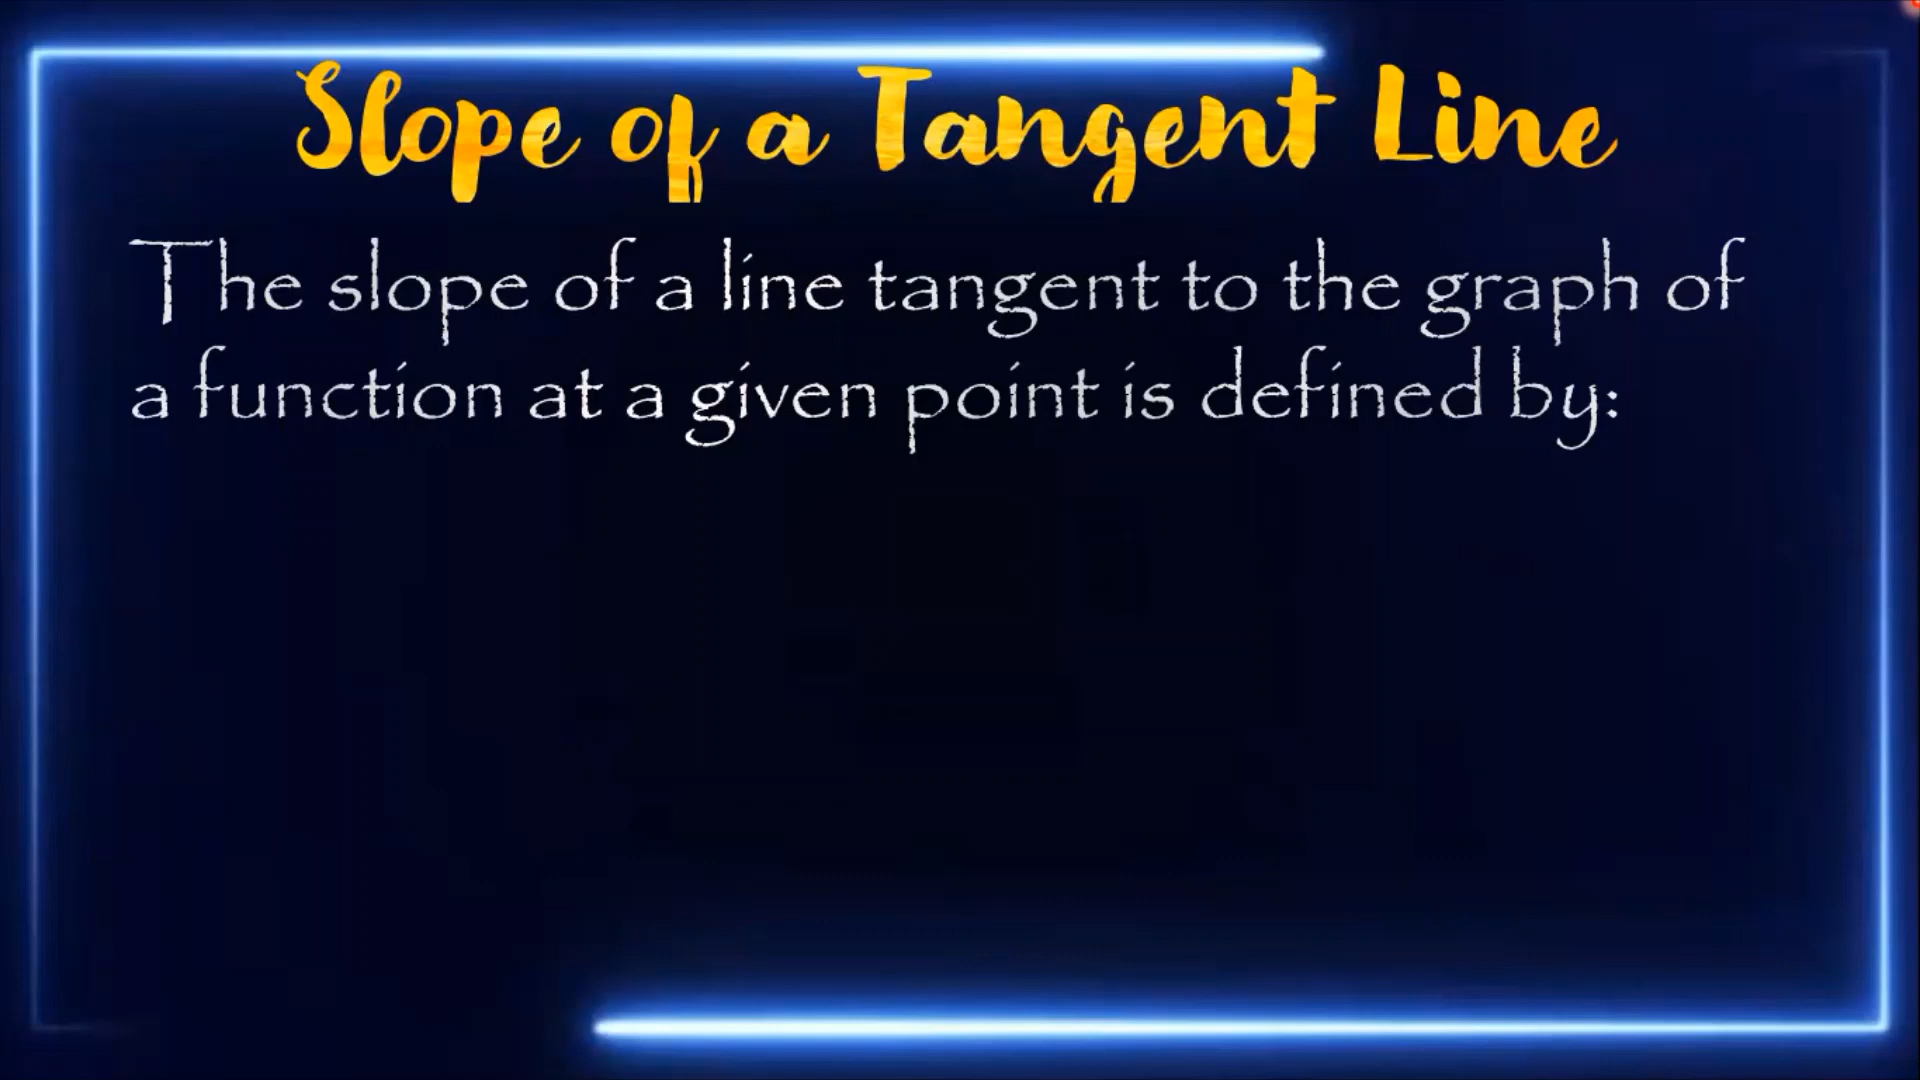 Slope of a Tangent Line
The slope of a line tangent to the graph of
a function at a given point is defined by: